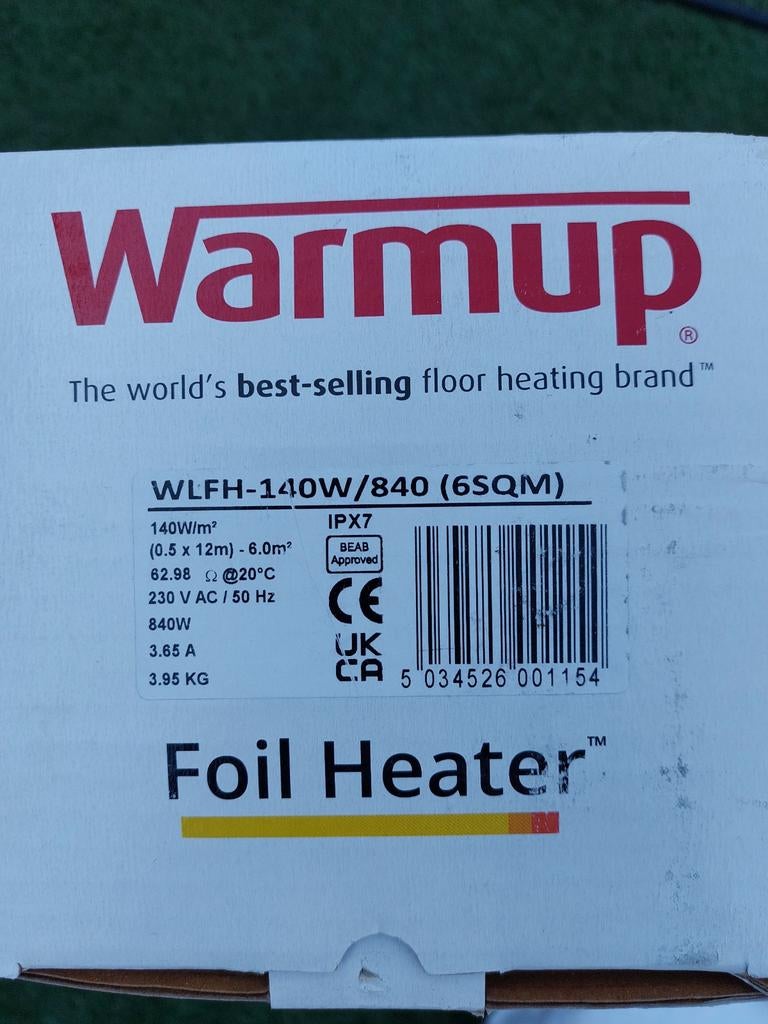 Warmup®
The world's best-selling floor heating brand™
WLFH-140W/840 (6SQM)
140W/m²
(0.5 x 12m) - 6.0m²
62.98 Ω @20°C
230 V AC / 50 Hz
840W
3.65 A
3.95 KG
IPX7
BEAB
Approved
CE
UK
CA
5 034526 001154
Foil Heater™